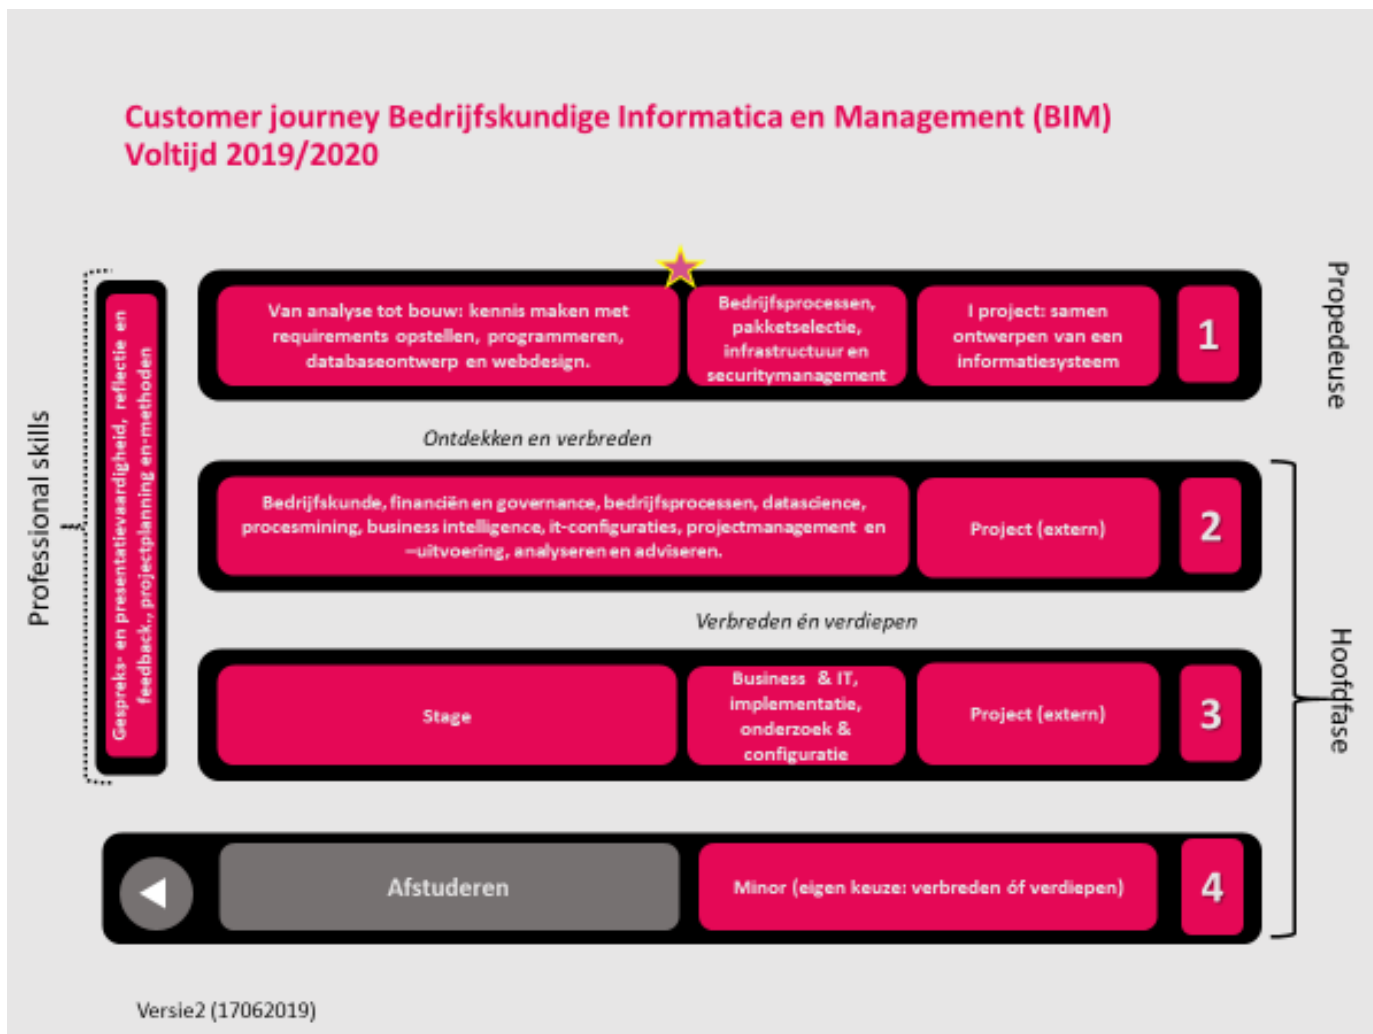 Customer journey Bedrijfskundige Informatica en Management (BIM)
Voltijd 2019/2020
Professional skills
Gespreks- en presentatievaardigheid, reflectie en
feedback., projectplanning en-methoden
Van analyse tot bouw: kennis maken met
requirements opstellen, programmeren,
databaseontwerp en webdesign.
Bedrijfsprocessen,
pakketselectie,
infrastructuur en
securitymanagement
I project: samen
ontwerpen van een
informatiesysteem
1
Propedeuse
Ontdekken en verbreden
Bedrijfskunde, financiën en governance, bedrijfsprocessen, datascience,
procesmining, business intelligence, it-configuraties, projectmanagement en
–uitvoering, analyseren en adviseren.
Project (extern)
2
Verbreden én verdiepen
Hoofdfase
Stage
Business & IT,
implementatie,
onderzoek &
configuratie
Project (extern)
3
Afstuderen
Minor (eigen keuze: verbreden óf verdiepen)
4
Versie2 (17062019)